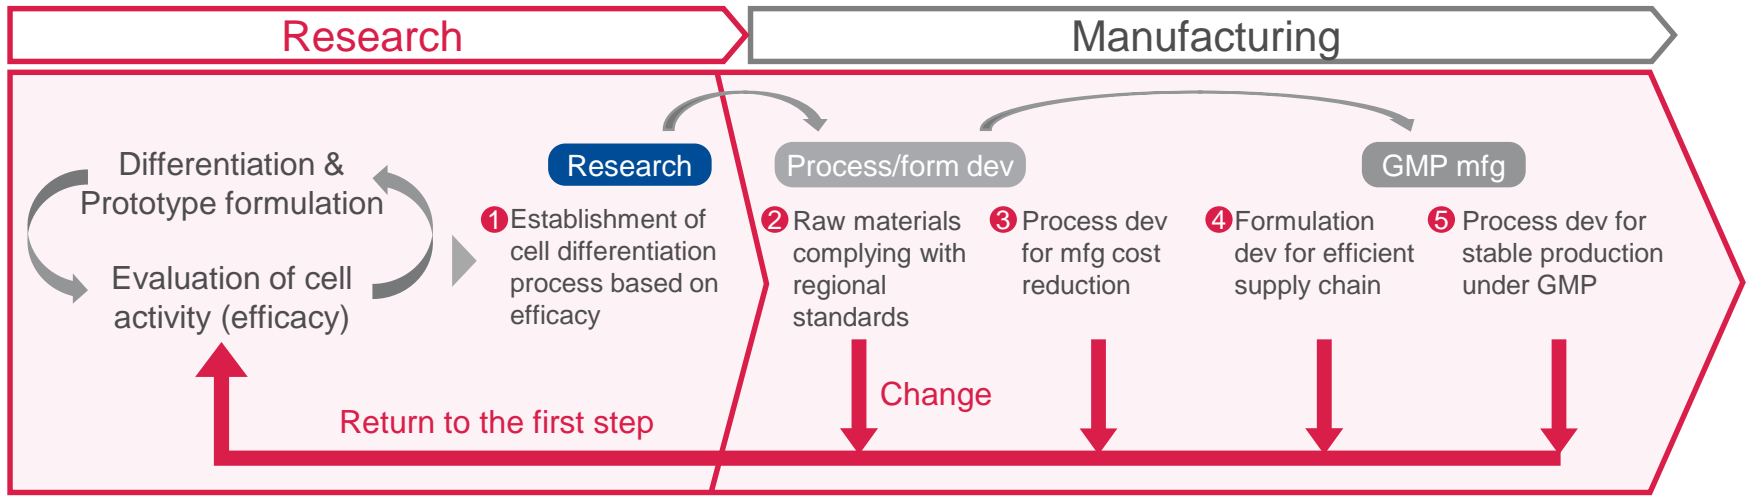 Research
Manufacturing
Differentiation &
Prototype formulation
Evaluation of cell
activity (efficacy)
Research
1 Establishment of
cell differentiation
process based on
efficacy
Process/form dev
2 Raw materials
complying with
regional
standards
3 Process dev
for mfg cost
reduction
GMP mfg
4 Formulation
dev for efficient
supply chain
5 Process dev for
stable production
under GMP
Change
Return to the first step